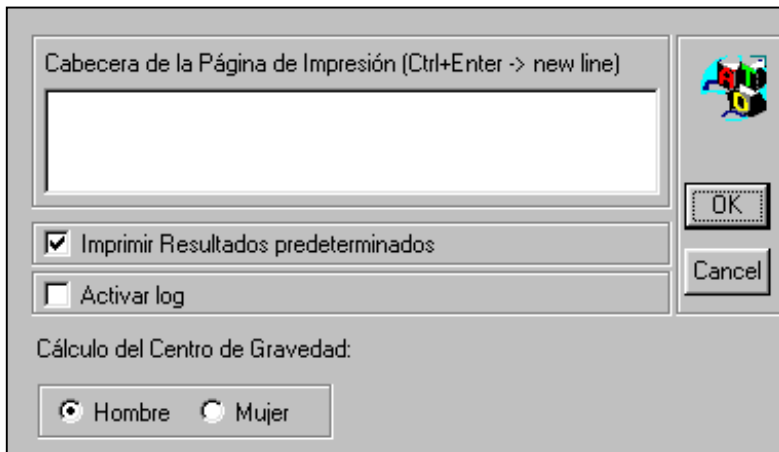 Cabecera de la Página de Impresión (Ctrl+Enter -> new line)
OK
Imprimir Resultados predeterminados
Cancel
Activar log
Cálculo del Centro de Gravedad:
Hombre Mujer